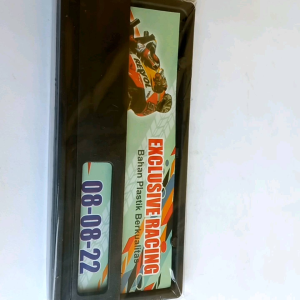 EXCLUSIVE RACING
Bahan Plastik Berkualitas
08-08-22